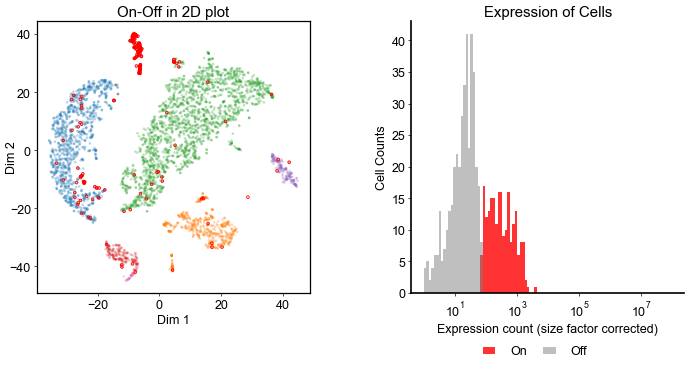 On-Off in 2D plot
40
20
0
−20
−40
Dim 2
−20
0
20
40
Dim 1
Expression of Cells
40
35
30
25
20
15
10
5
0
Cell Counts
10^1
10^3
10^5
10^7
Expression count (size factor corrected)
On
Off